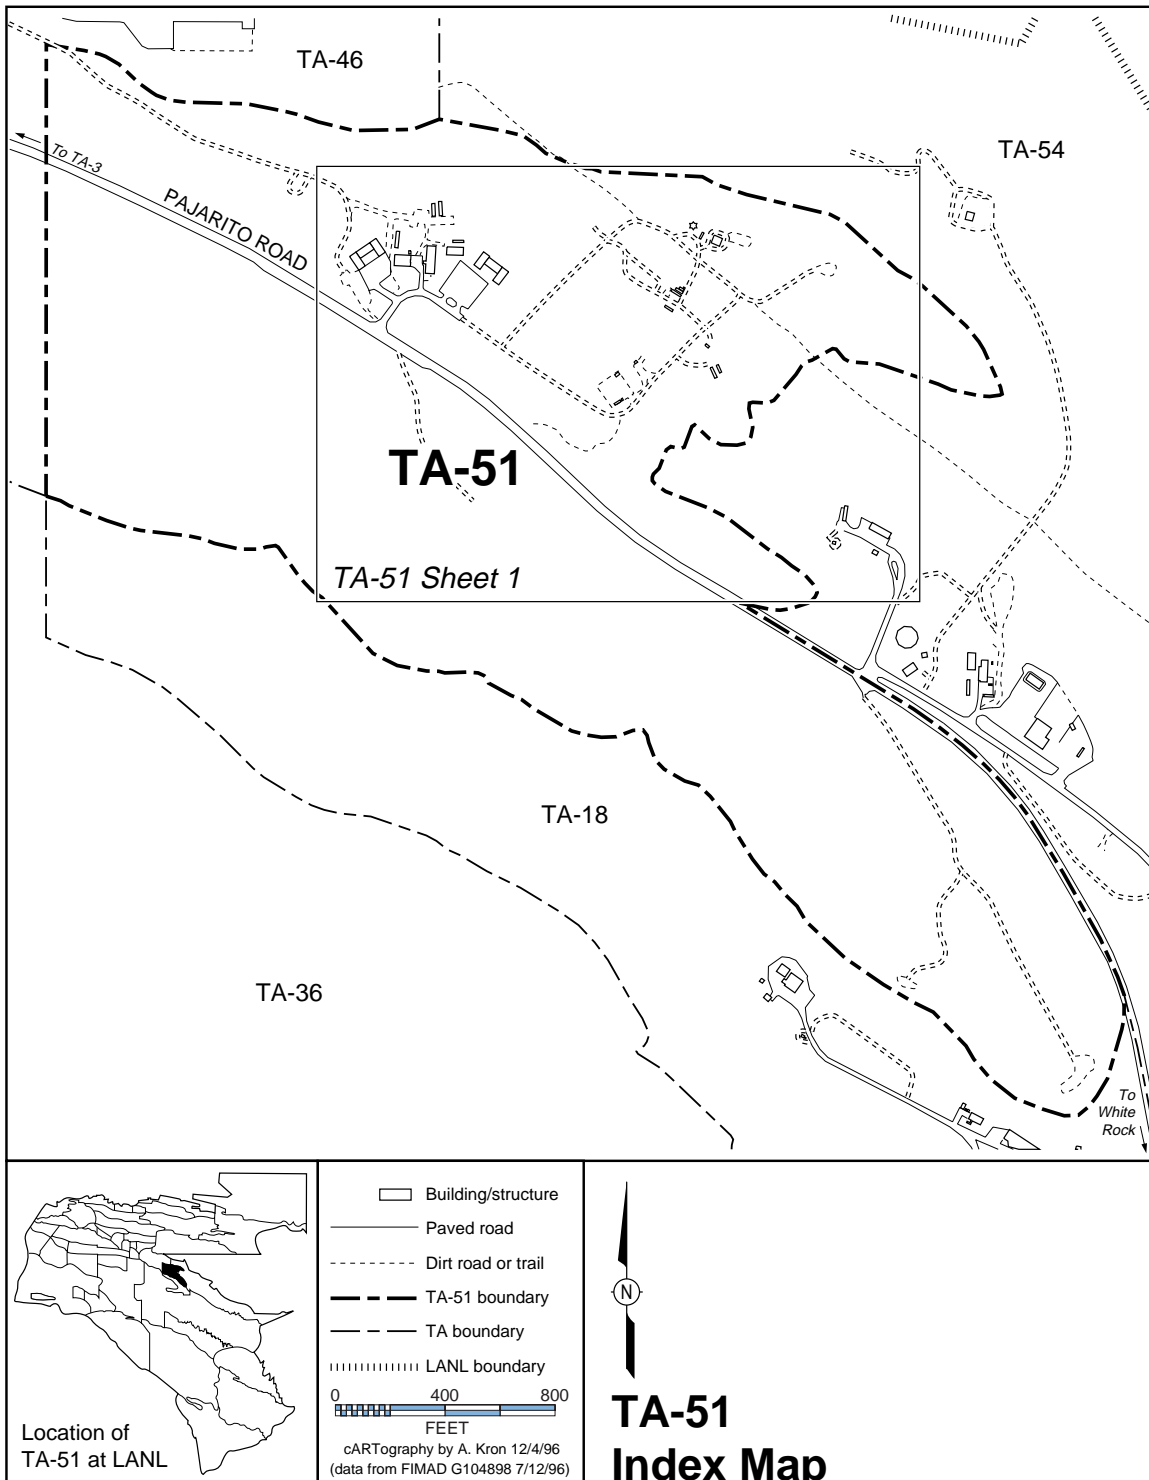 TA-46
TA-54
To TA-3
PAJARITO ROAD
TA-51
TA-51 Sheet 1
TA-18
TA-36
To
White
Rock
Location of
TA-51 at LANL
Building/structure
Paved road
Dirt road or trail
TA-51 boundary
TA boundary
LANL boundary
0 400 800
FEET
cARTography by A. Kron 12/4/96
(data from FIMAD G104898 7/12/96)
N
TA-51
Index Map